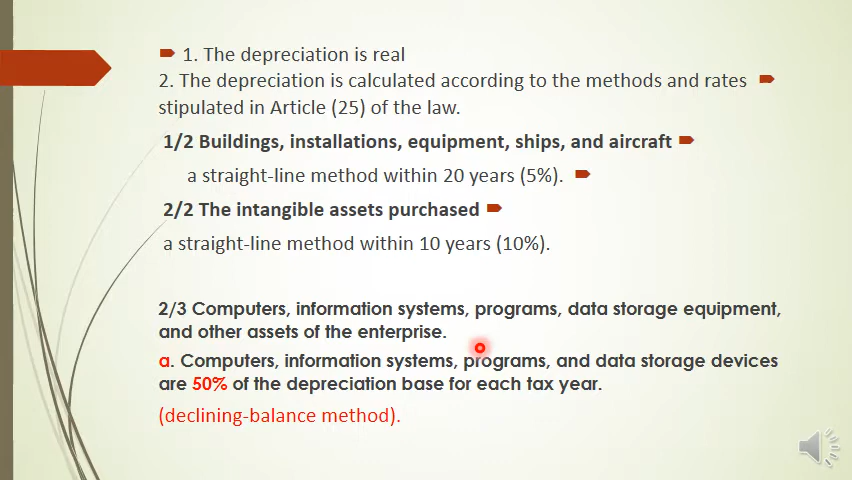 1. The depreciation is real
2. The depreciation is calculated according to the methods and rates
stipulated in Article (25) of the law.
1/2 Buildings, installations, equipment, ships, and aircraft
a straight-line method within 20 years (5%).
2/2 The intangible assets purchased
a straight-line method within 10 years (10%).
2/3 Computers, information systems, programs, data storage equipment,
and other assets of the enterprise.
a. Computers, information systems, programs, and data storage devices
are 50% of the depreciation base for each tax year.
(declining-balance method).